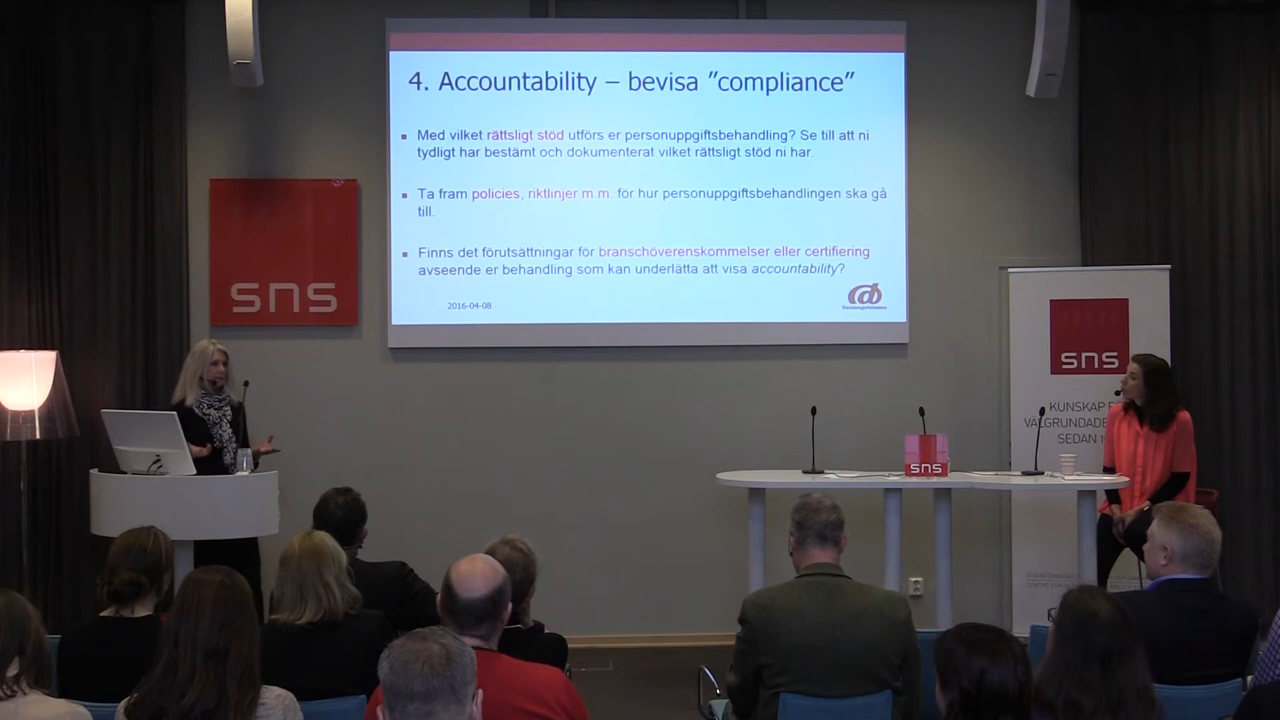 4. Accountability – bevisa ”compliance”
Med vilket rättsligt stöd utförs er personuppgiftsbehandling? Se till att ni
tydligt har bestämt och dokumenterat vilket rättsligt stöd ni har.
Ta fram policies, riktlinjer m.m. för hur personuppgiftsbehandlingen ska gå
till.
Finns det förutsättningar för branschöverenskommelser eller certifiering
avseende er behandling som kan underlätta att visa accountability?
2016-04-08
sns
sns
KUNSKAP
SEDAN
sns